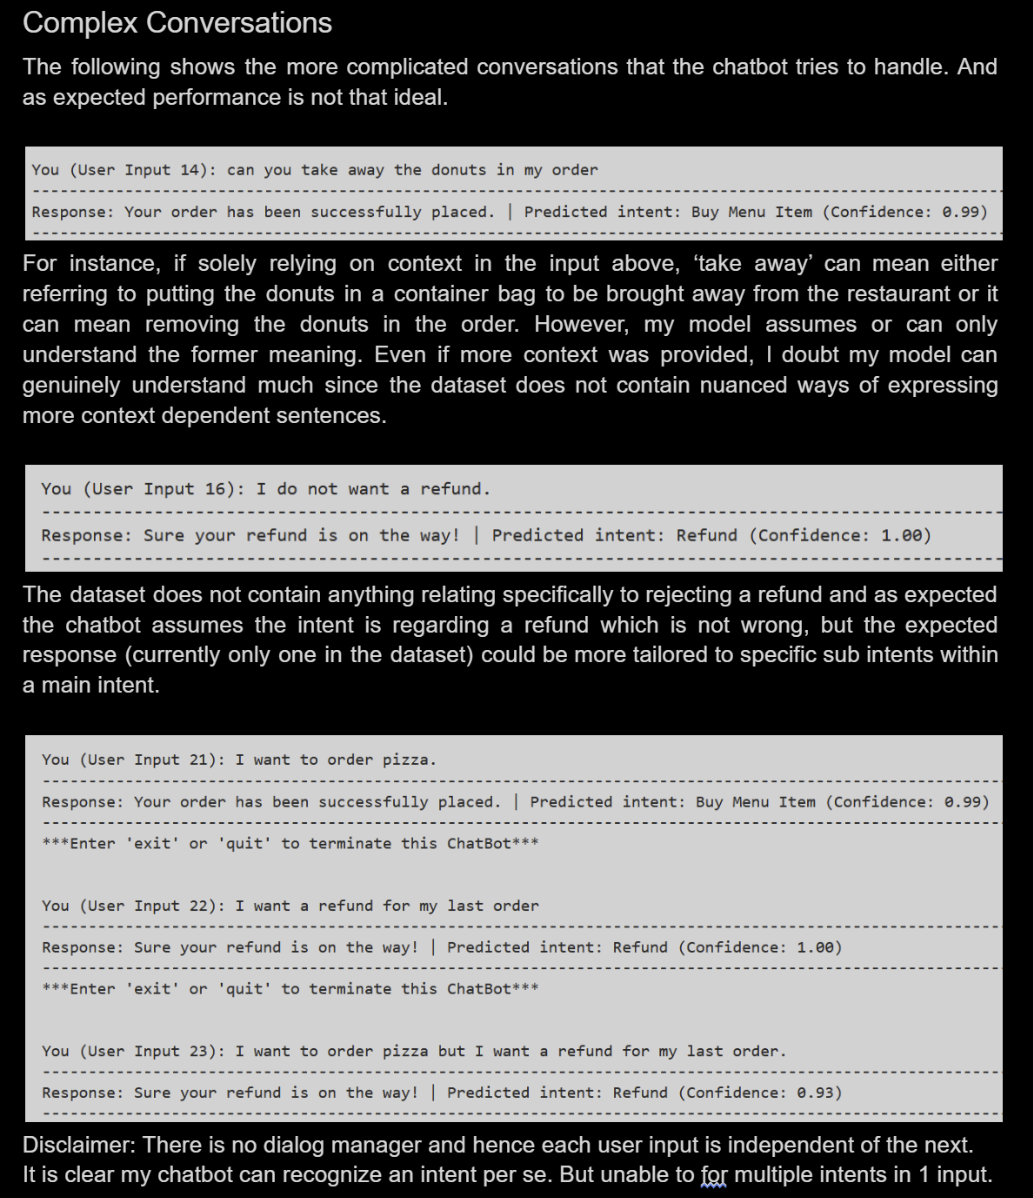 Complex Conversations
The following shows the more complicated conversations that the chatbot tries to handle. And
as expected performance is not that ideal.
You (User Input 14): can you take away the donuts in my order
Response: Your order has been successfully placed. | Predicted intent: Buy Menu Item (Confidence: 0.99)
For instance, if solely relying on context in the input above, ‘take away’ can mean either
referring to putting the donuts in a container bag to be brought away from the restaurant or it
can mean removing the donuts in the order. However, my model assumes or can only
understand the former meaning. Even if more context was provided, I doubt my model can
genuinely understand much since the dataset does not contain nuanced ways of expressing
more context dependent sentences.
You (User Input 16): I do not want a refund.
Response: Sure your refund is on the way! | Predicted intent: Refund (Confidence: 1.00)
The dataset does not contain anything relating specifically to rejecting a refund and as expected
the chatbot assumes the intent is regarding a refund which is not wrong, but the expected
response (currently only one in the dataset) could be more tailored to specific sub intents within
a main intent.
You (User Input 21): I want to order pizza.
Response: Your order has been successfully placed. | Predicted intent: Buy Menu Item (Confidence: 0.99)
***Enter 'exit' or 'quit' to terminate this ChatBot***
You (User Input 22): I want a refund for my last order
Response: Sure your refund is on the way! | Predicted intent: Refund (Confidence: 1.00)
***Enter 'exit' or 'quit' to terminate this ChatBot***
You (User Input 23): I want to order pizza but I want a refund for my last order.
Response: Sure your refund is on the way! | Predicted intent: Refund (Confidence: 0.93)
Disclaimer: There is no dialog manager and hence each user input is independent of the next.
It is clear my chatbot can recognize an intent per se. But unable to for multiple intents in 1 input.